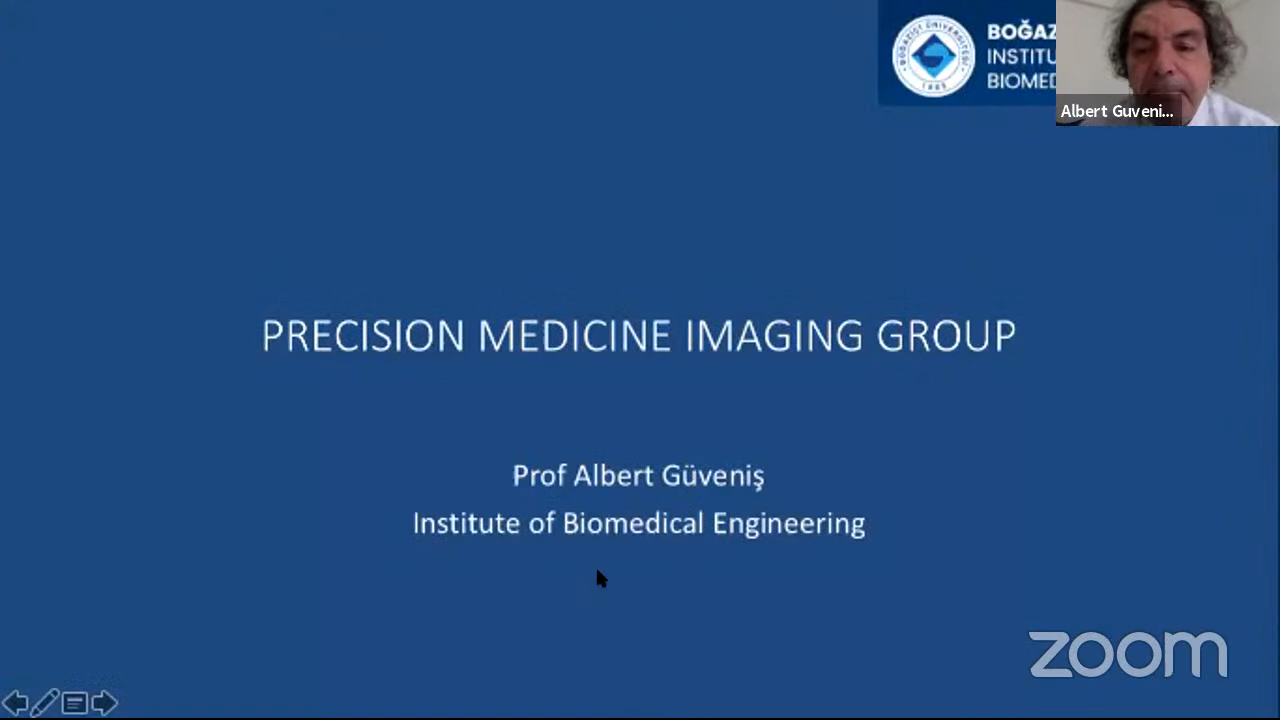 BOĞAZ
INSTITU
BIOMED
Albert Guveni...
PRECISION MEDICINE IMAGING GROUP
Prof Albert Güveniş
Institute of Biomedical Engineering
zoom